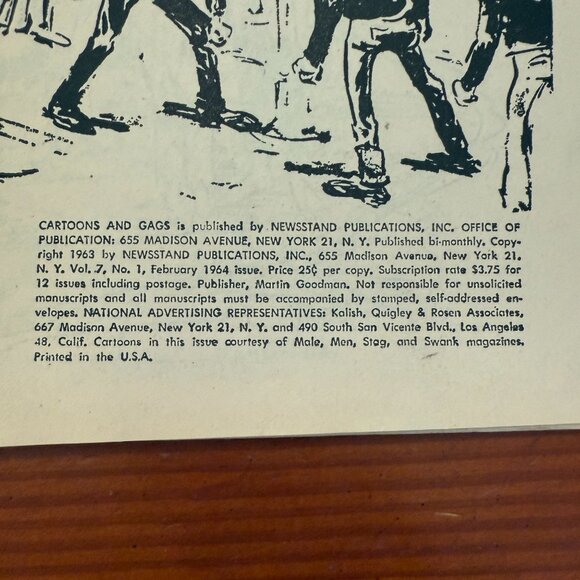 CARTOONS AND GAGS is published by NEWSSTAND PUBLICATIONS, INC. OFFICE OF
PUBLICATION: 655 MADISON AVENUE, NEW YORK 21, N. Y. Published bi-monthly. Copy-
right 1963 by NEWSSTAND PUBLICATIONS, INC., 655 Madison Avenue, New York 21,
N. Y. Vol. 7, No. 1, February 1964 issue. Price 25¢ per copy. Subscription rate $3.75 for
12 issues including postage. Publisher, Martin Goodman. Not responsible for unsolicited
manuscripts and all manuscripts must be accompanied by stamped, self-addressed en-
velopes. NATIONAL ADVERTISING REPRESENTATIVES: Kalish, Quigley & Rosen Associates,
667 Madison Avenue, New York 21, N. Y. and 490 South San Vicente Blvd., Los Angeles
48, Calif. Cartoons in this issue courtesy of Male, Men, Stag, and Swank magazines.
Printed in the U.S.A.